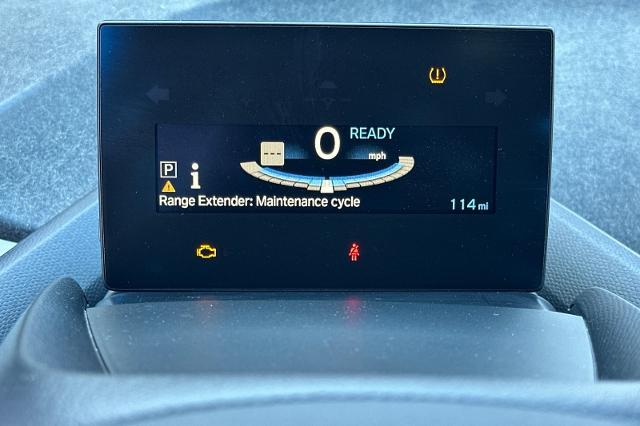 0 READY
--- mph
P
i
Range Extender: Maintenance cycle 114 mi